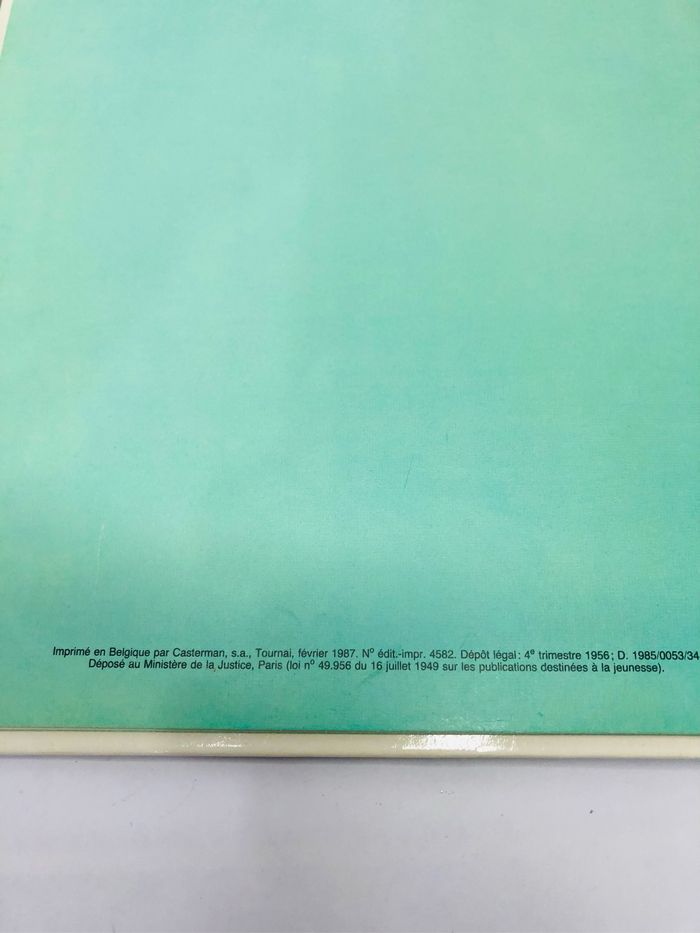 Imprimé en Belgique par Casterman, s.a., Tournai, février 1987. Nº édit.-impr. 4582. Dépôt légal: 4e trimestre 1956; D. 1985/0053/34
Déposé au Ministère de la Justice, Paris (loi nº 49.956 du 16 juillet 1949 sur les publications destinées à la jeunesse).